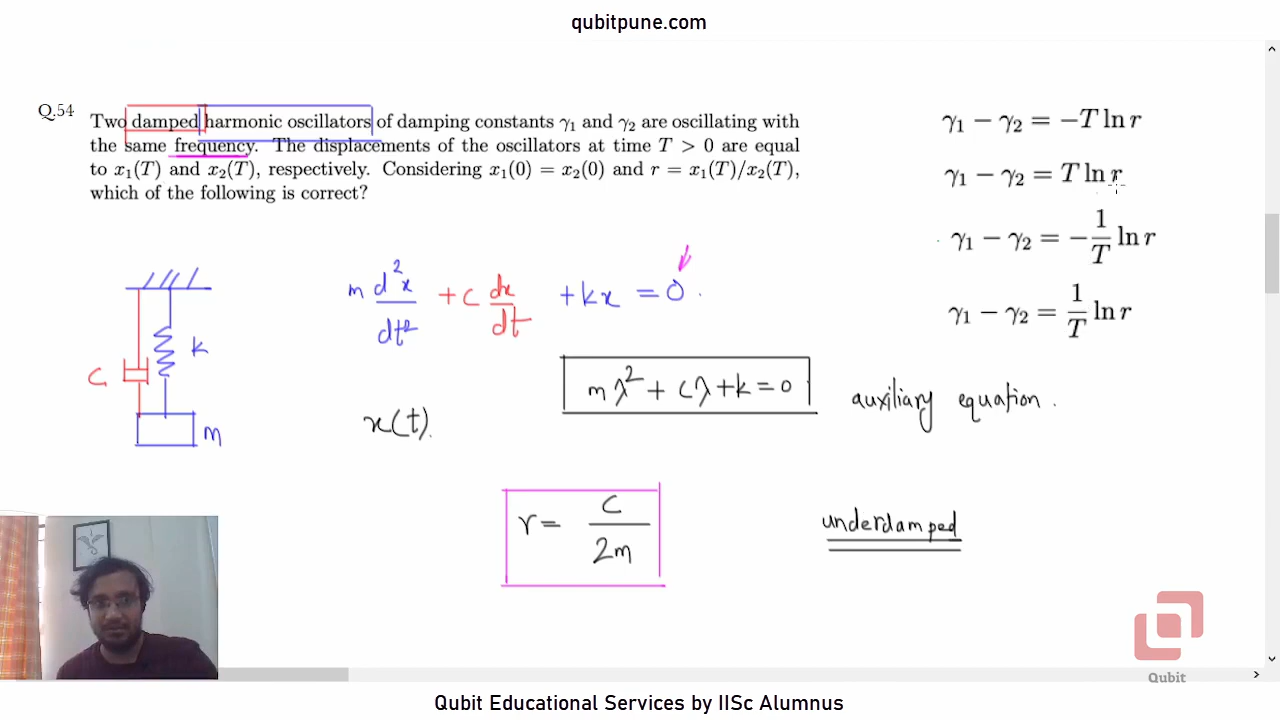 qubitpune.com
Q.54
Two damped harmonic oscillators of damping constants γ₁ and γ₂ are oscillating with
the same frequency. The displacements of the oscillators at time T > 0 are equal
to x₁(T) and x₂(T), respectively. Considering x₁(0) = x₂(0) and r = x₁(T)/x₂(T),
which of the following is correct?
γ₁ − γ₂ = −T ln r
γ₁ − γ₂ = T ln r
γ₁ − γ₂ = −1/T ln r
γ₁ − γ₂ = 1/T ln r
m d²x/dt² + c dx/dt + kx = 0.
k
c
m
mλ² + cλ + k = 0
auxiliary equation.
x(t).
γ = c/2m
underdamped
Qubit
Qubit Educational Services by IISc Alumnus